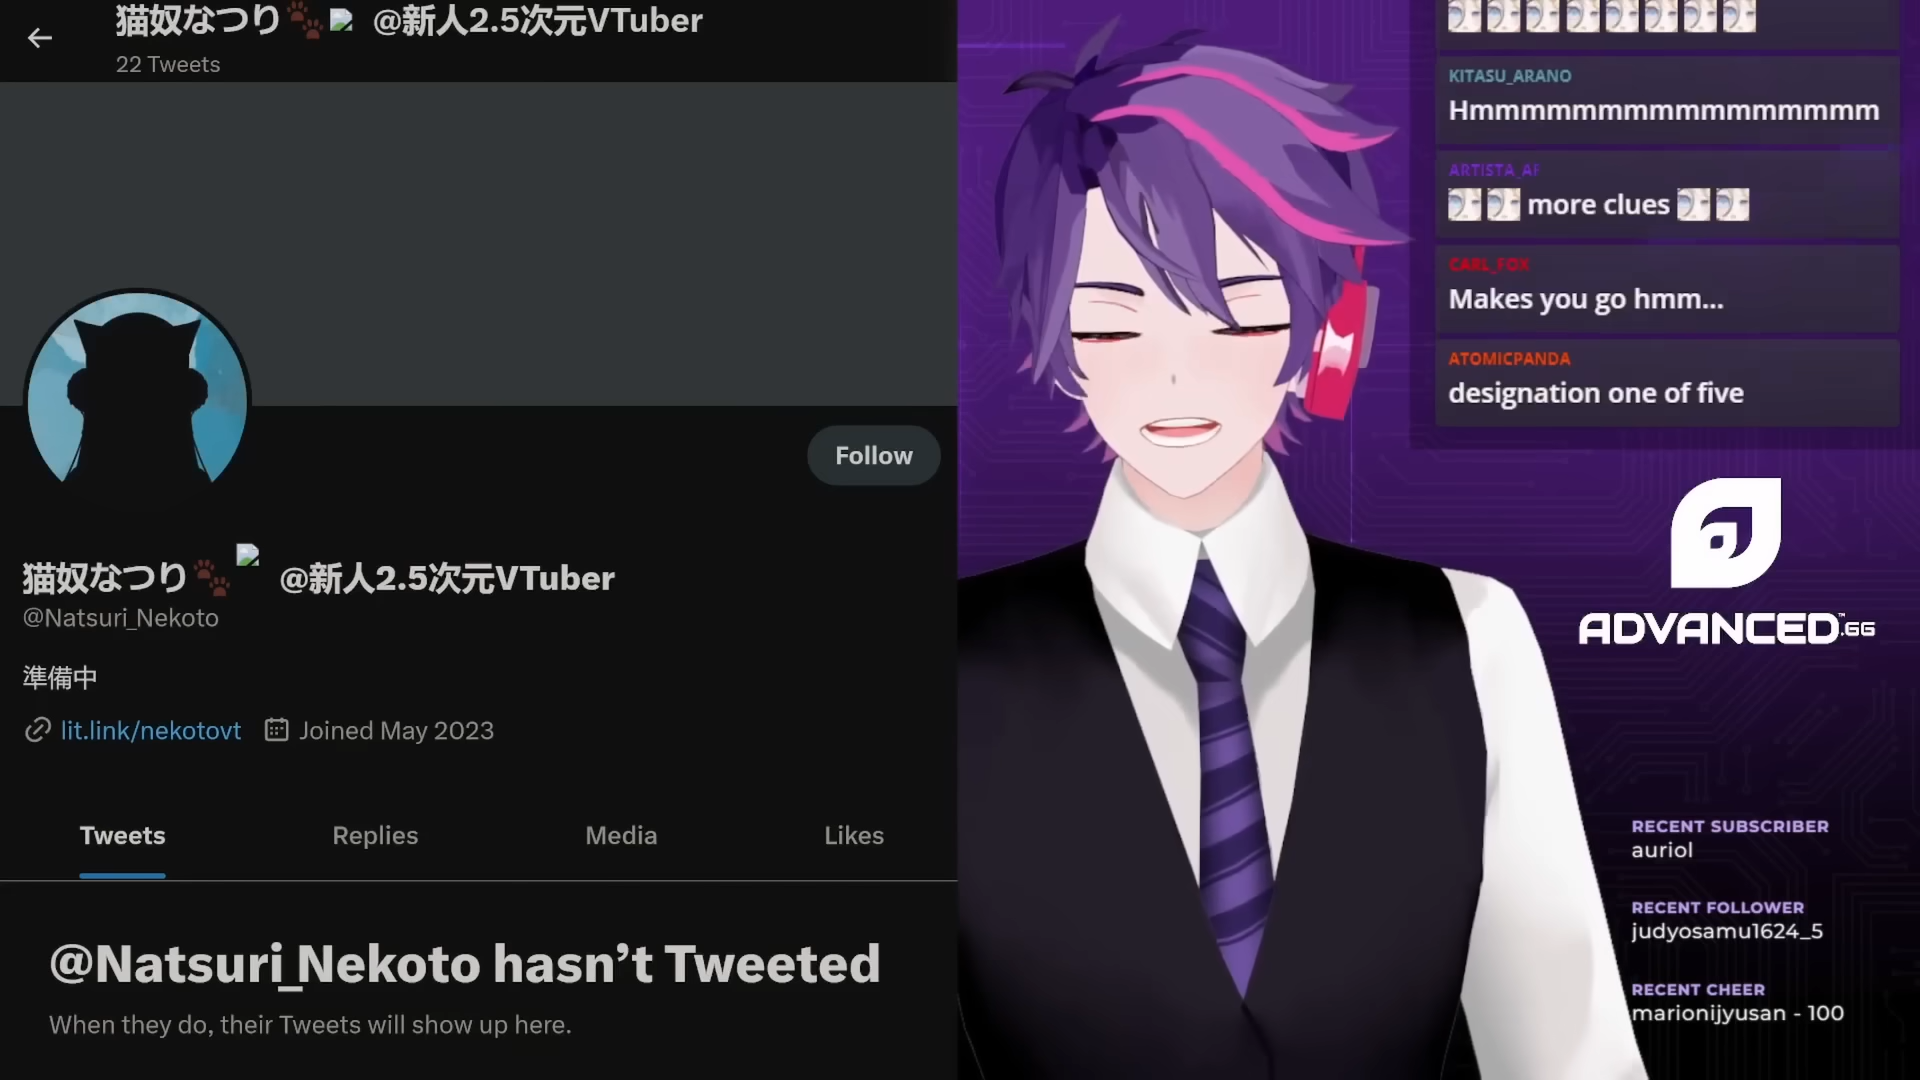 猫奴なつり @新人2.5次元VTuber
22 Tweets
Follow
猫奴なつり @新人2.5次元VTuber
@Natsuri_Nekoto
準備中
lit.link/nekotovt Joined May 2023
Tweets Replies Media Likes
@Natsuri_Nekoto hasn’t Tweeted
When they do, their Tweets will show up here.
KITASU_ARANO
Hmmmmmmmmmmmmmmmmm
ARTISTA_AF
more clues
CARL_FOX
Makes you go hmm...
ATOMICPANDA
designation one of five
ADVANCED™.GG
RECENT SUBSCRIBER
auriol
RECENT FOLLOWER
judyosamu1624_5
RECENT CHEER
marionijyusan - 100